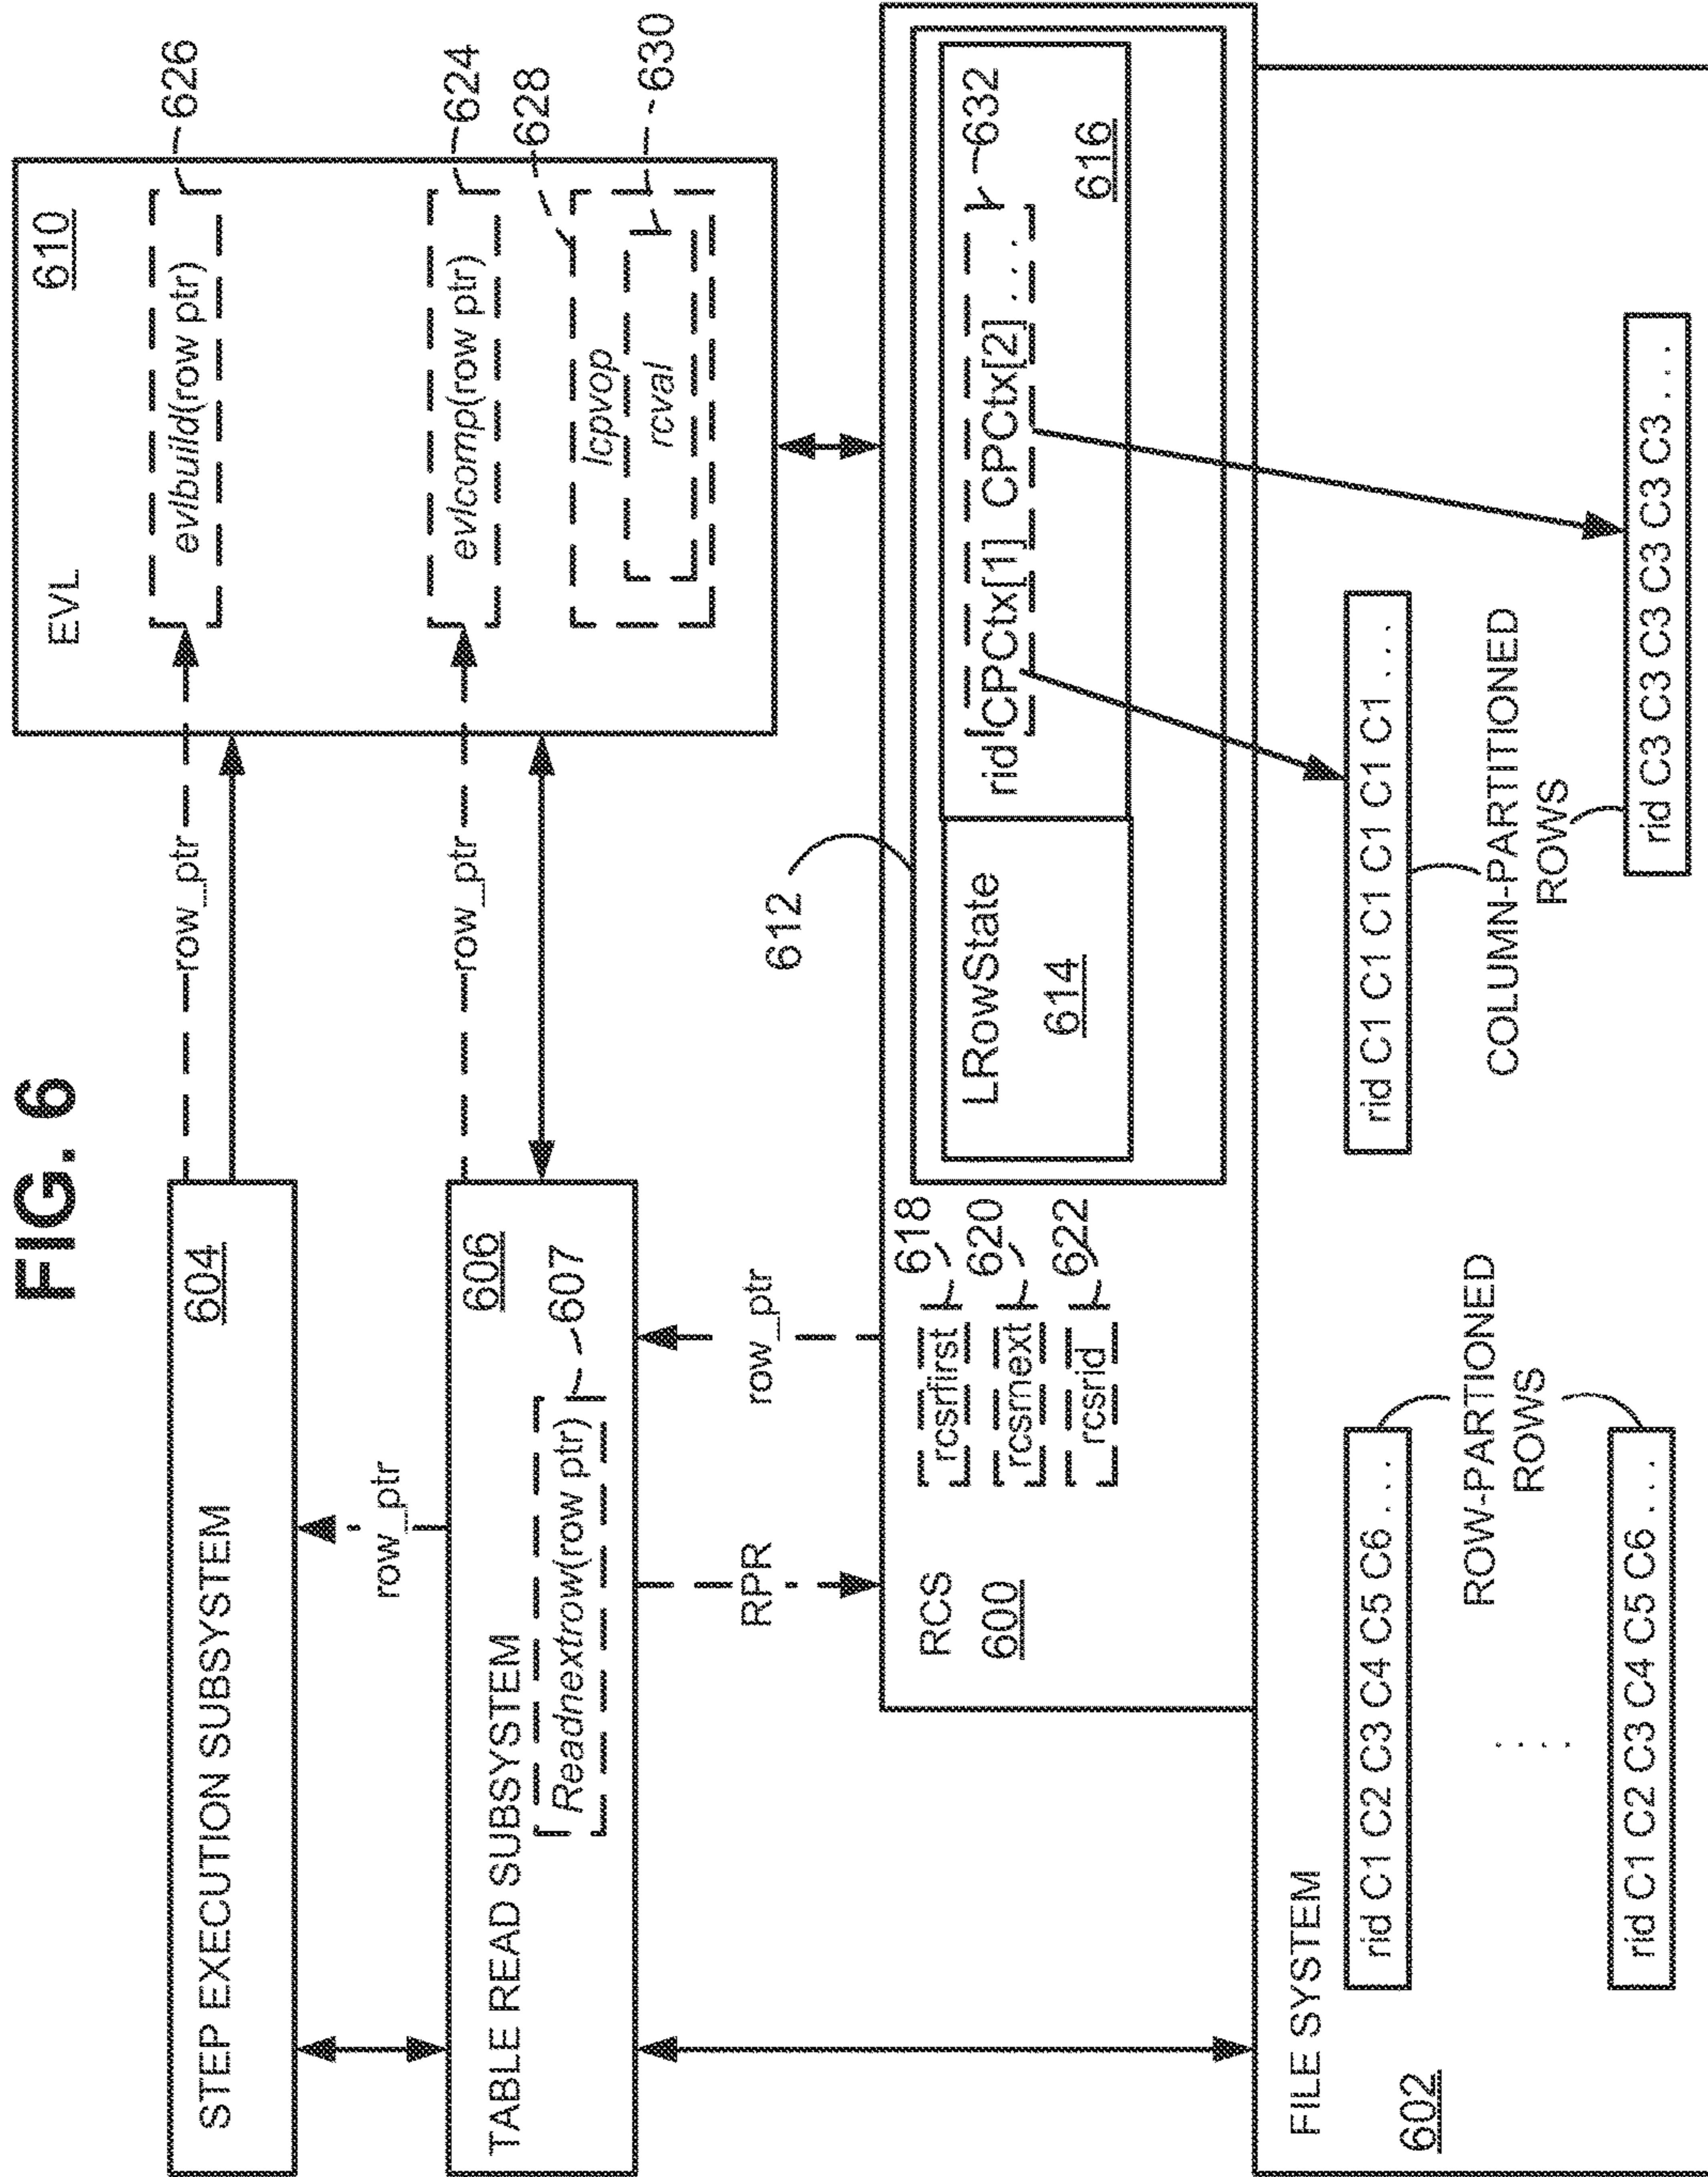 FIG. 6
STEP EXECUTION SUBSYSTEM
604
row_ptr
row_ptr
TABLE READ SUBSYSTEM
606
Readnextrow(row ptr)
607
row_ptr
EVL
610
evlbuild(row ptr)
626
evlcomp(row ptr)
624
lcpvop
628
rcval
630
RPR
row_ptr
RCS
600
rcsrfirst
618
rcsrnext
620
rcsrid
622
612
LRowState
614
rid CPCtx[1] CPCtx[2] ...
632
616
FILE SYSTEM
602
rid C1 C2 C3 C4 C5 C6 ...
....
rid C1 C2 C3 C4 C5 C6 ...
ROW-PARTIONED
ROWS
rid C1 C1 C1 C1 C1 C1 ...
COLUMN-PARTITIONED
ROWS
rid C3 C3 C3 C3 C3 C3 ...